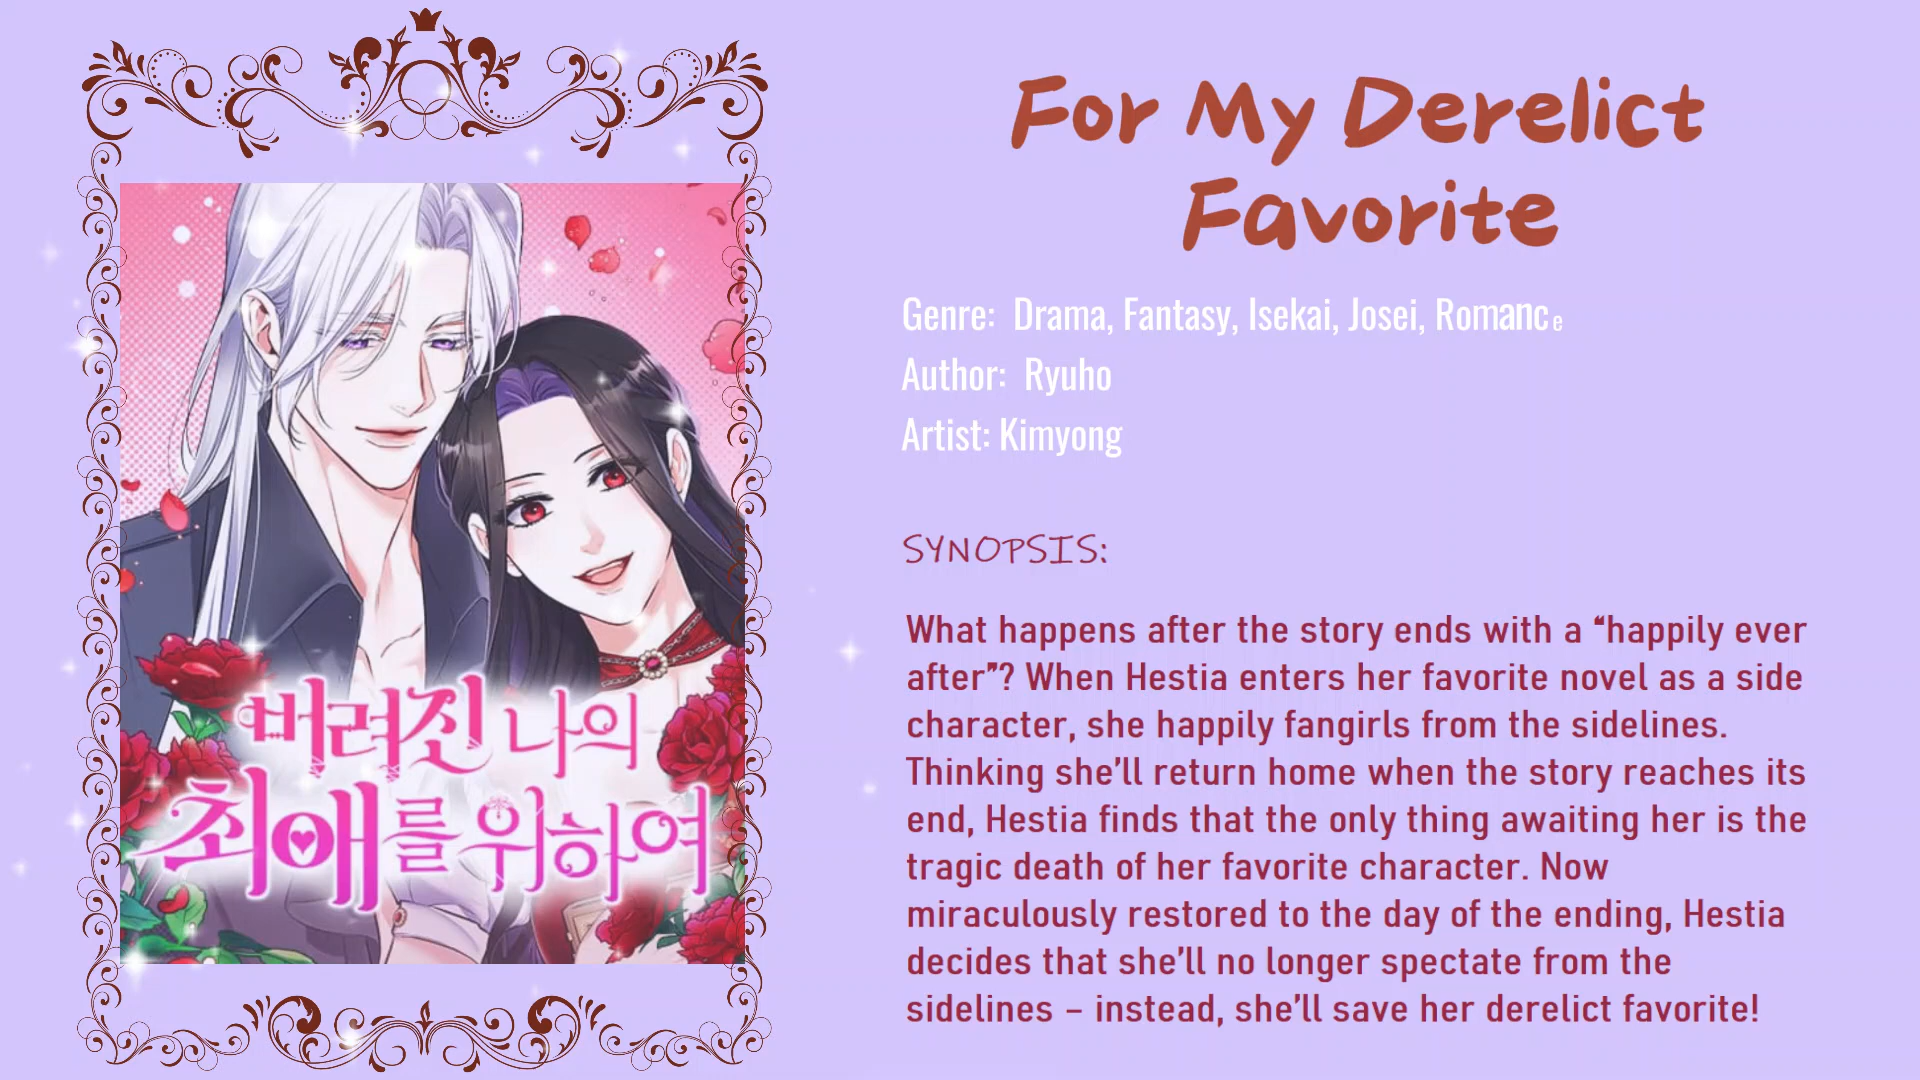 For My Derelict
Favorite
Genre: Drama, Fantasy, Isekai, Josei, Romance
Author: Ryuho
Artist: Kimyong
SYNOPSIS:
What happens after the story ends with a “happily ever
after”? When Hestia enters her favorite novel as a side
character, she happily fangirls from the sidelines.
Thinking she’ll return home when the story reaches its
end, Hestia finds that the only thing awaiting her is the
tragic death of her favorite character. Now
miraculously restored to the day of the ending, Hestia
decides that she’ll no longer spectate from the
sidelines – instead, she’ll save her derelict favorite!
버려진 나의
최애를 위하여